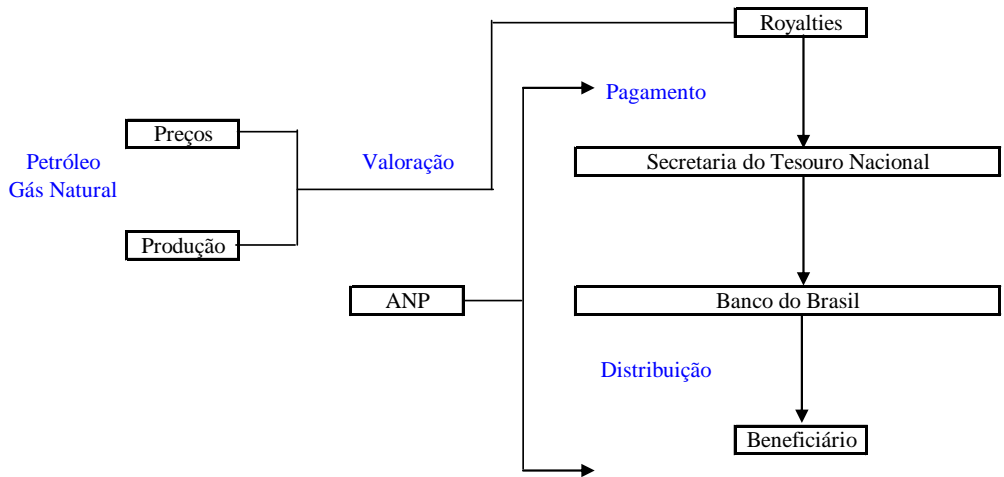 Royalties
Pagamento
Preços
Petróleo
Gás Natural
Valoração
Secretaria do Tesouro Nacional
Produção
ANP
Banco do Brasil
Distribuição
Beneficiário